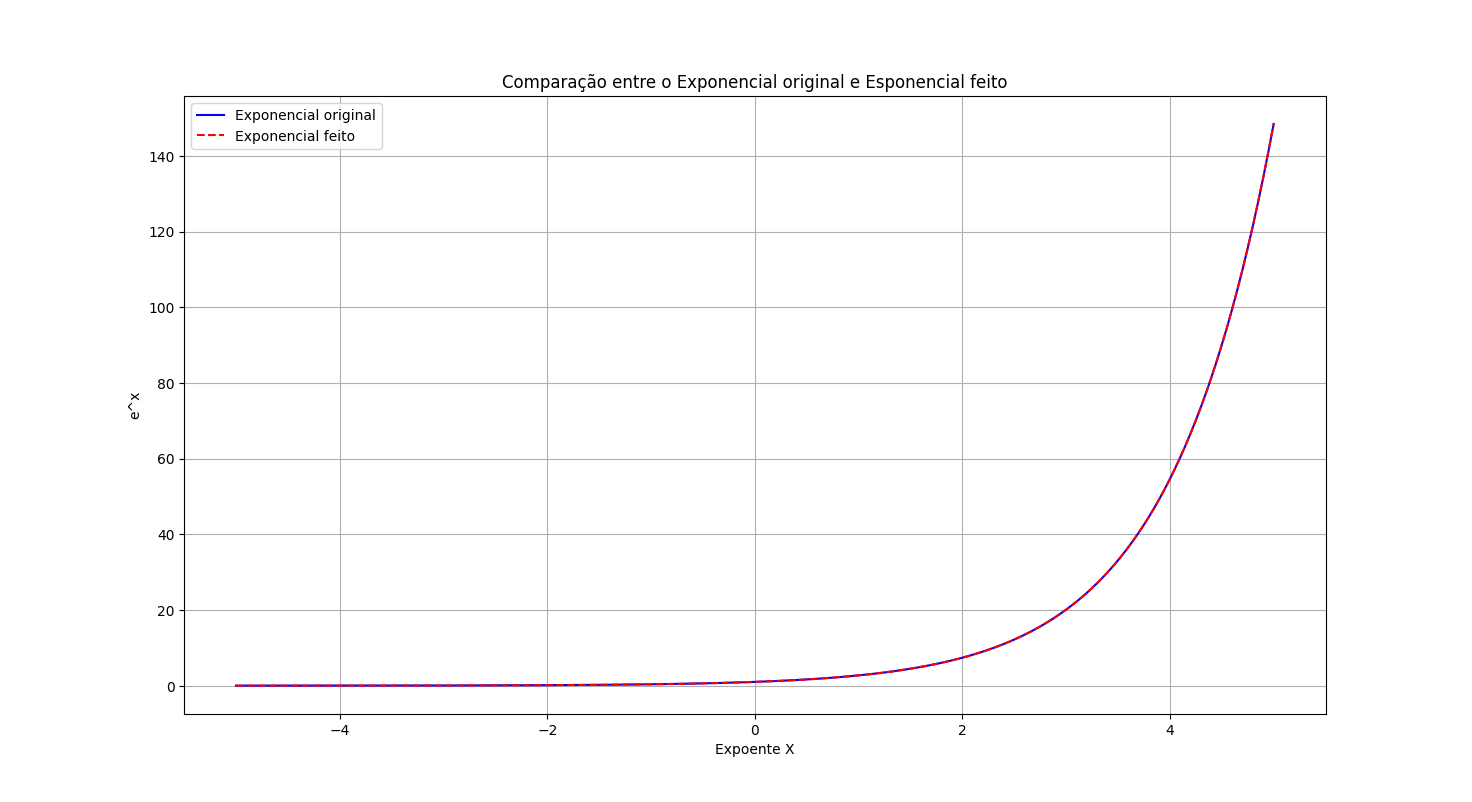 Comparação entre o Exponencial original e Esponencial feito
Exponencial original
Exponencial feito
140
120
100
80
60
40
20
0
e^x
−4
−2
0
2
4
Expoente X